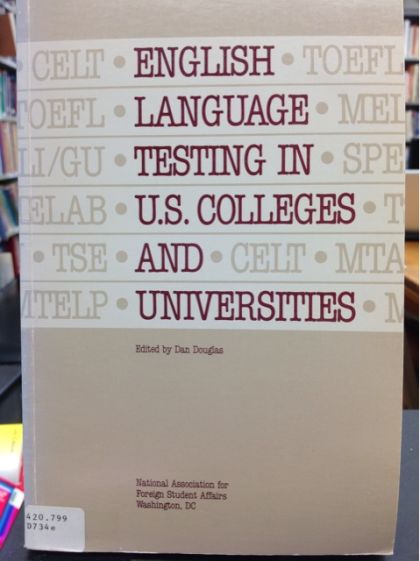 CELT • ENGLISH • TOEFL
TOEFL • LANGUAGE • MEL
LI/GU • TESTING IN • SPE
ELAB • U.S. COLLEGES • T
• TSE • AND • CELT • MTA
MTELP • UNIVERSITIES • M
Edited by Dan Douglas
National Association for
Foreign Student Affairs
Washington, DC
420.799
D734e